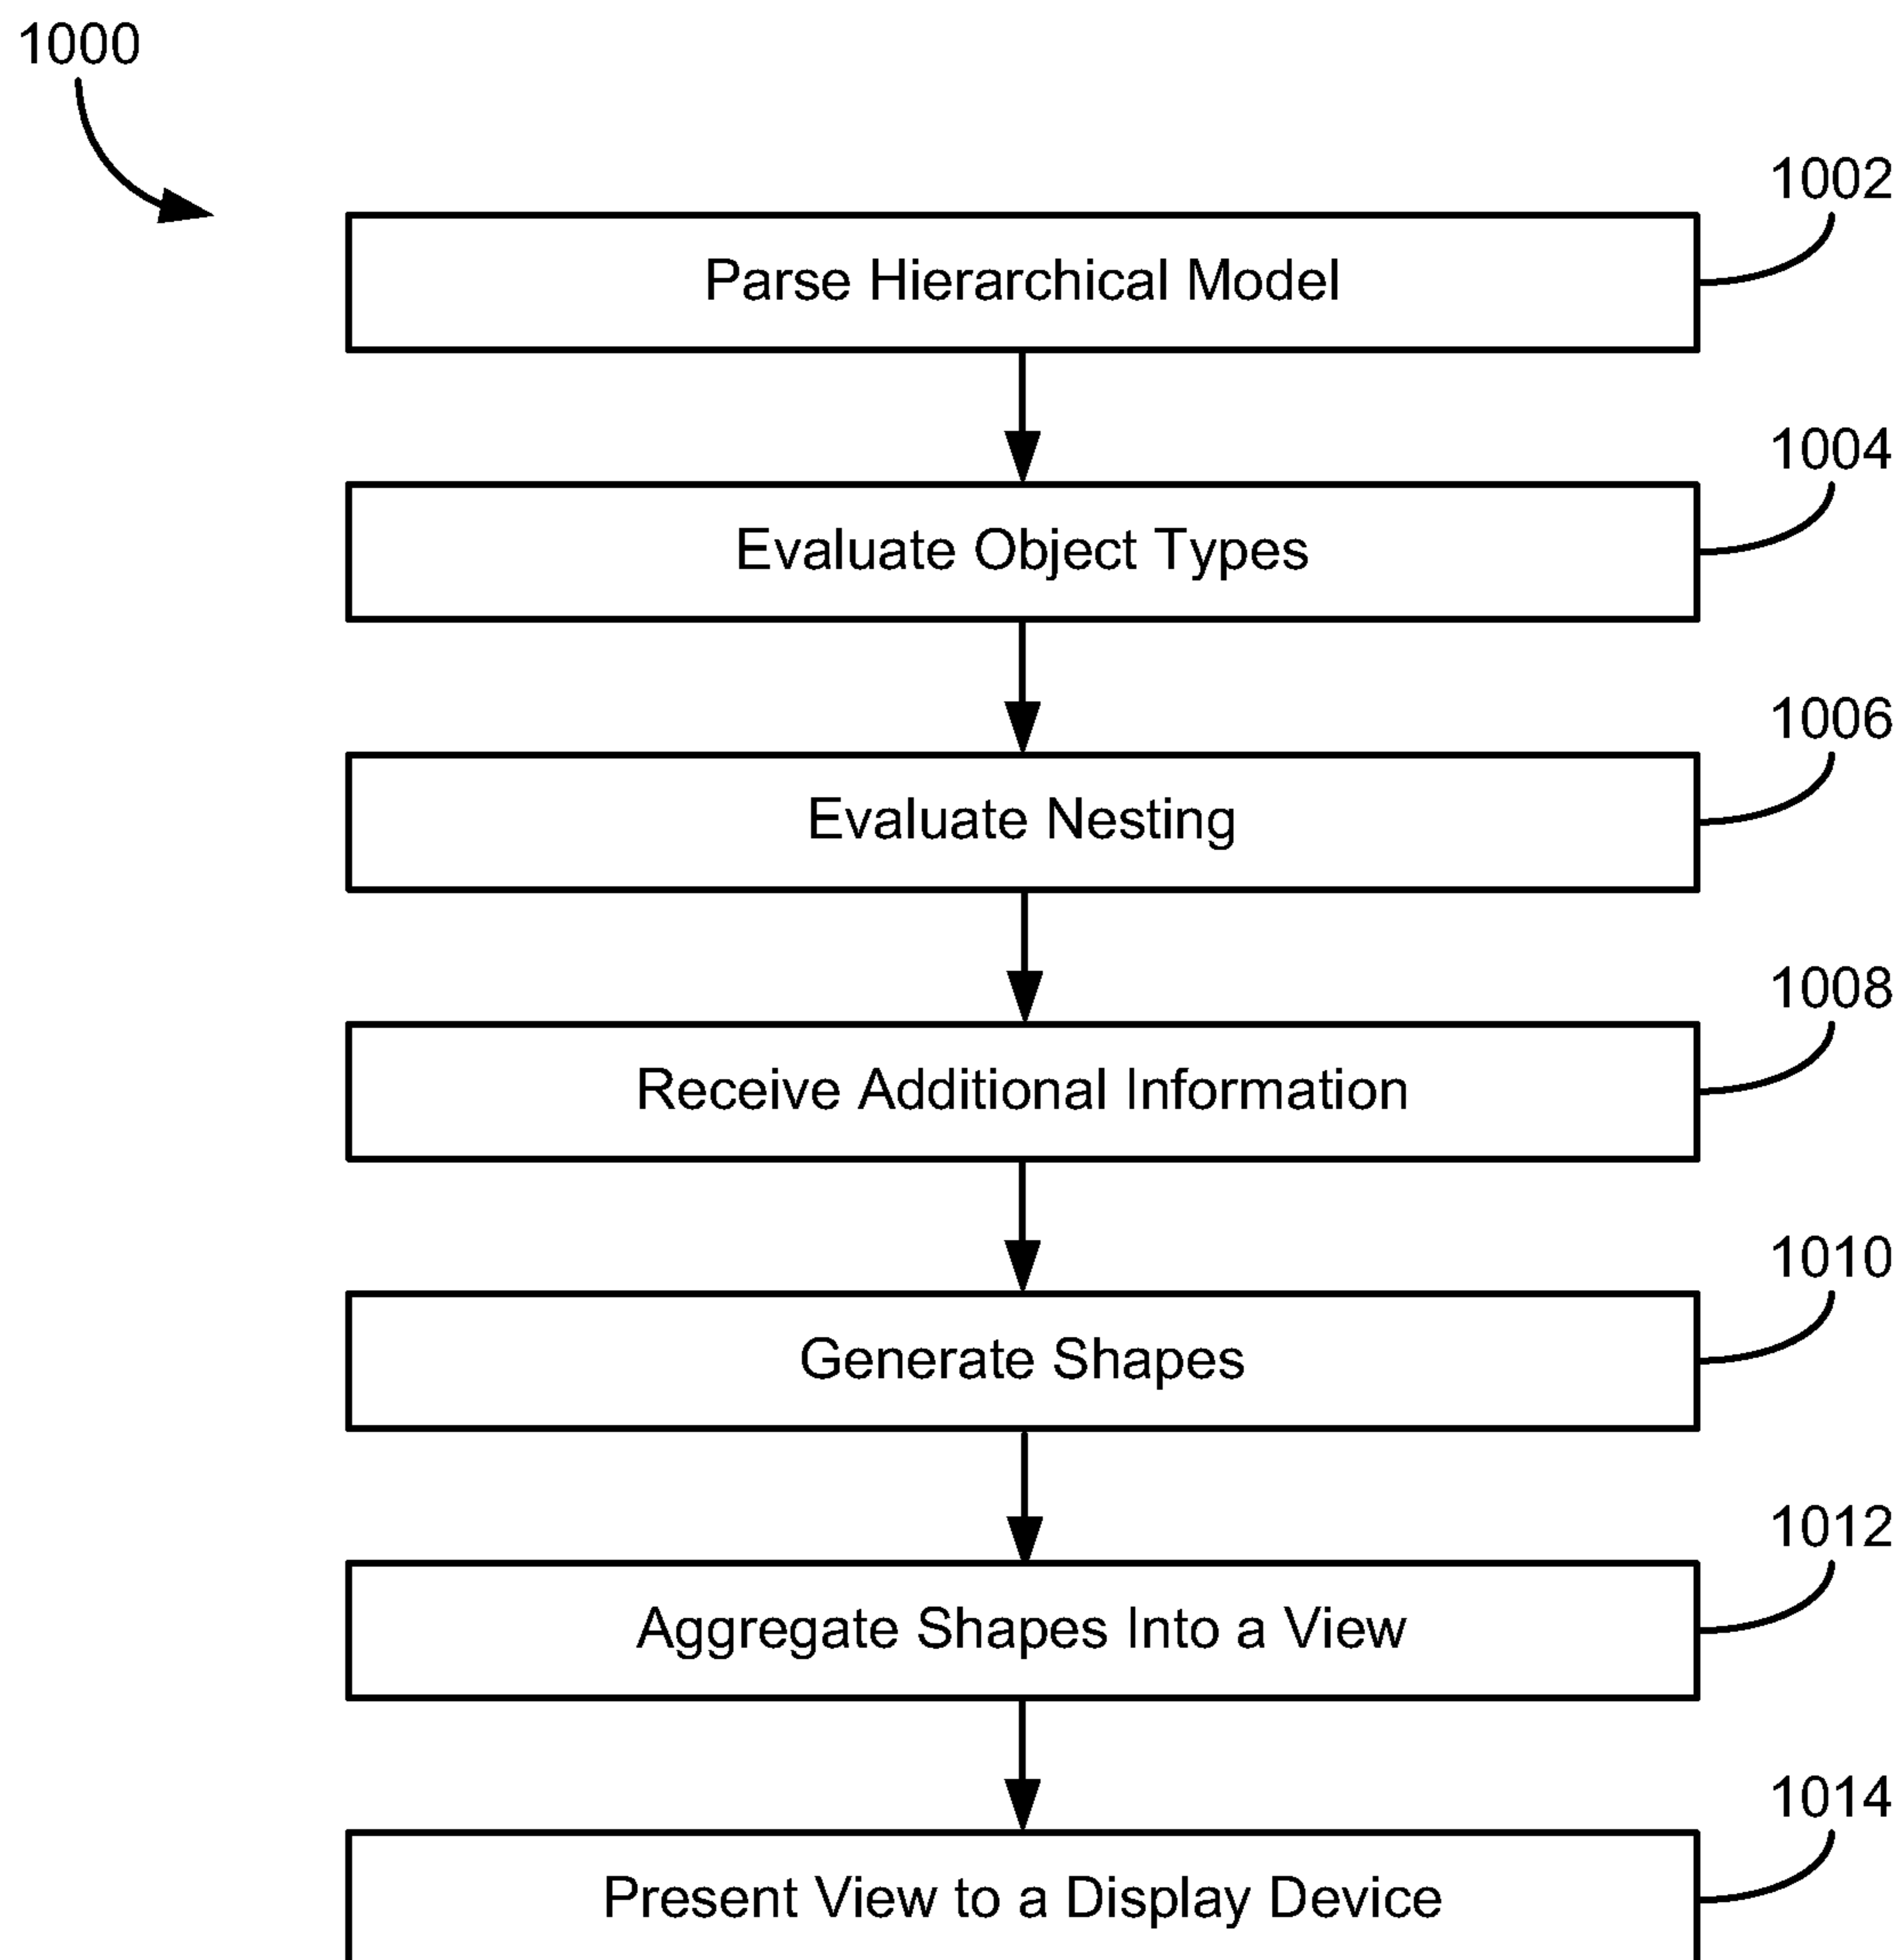 1000
1002
Parse Hierarchical Model
1004
Evaluate Object Types
1006
Evaluate Nesting
1008
Receive Additional Information
1010
Generate Shapes
1012
Aggregate Shapes Into a View
1014
Present View to a Display Device